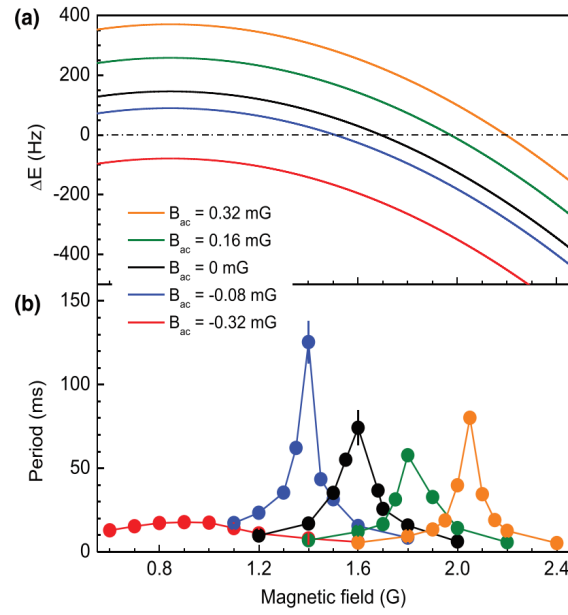 (a)
400
200
0
-200
-400
ΔE (Hz)
B_ac = 0.32 mG
B_ac = 0.16 mG
B_ac = 0 mG
B_ac = -0.08 mG
B_ac = -0.32 mG
(b)
150
100
50
0
Period (ms)
0.8 1.2 1.6 2.0 2.4
Magnetic field (G)